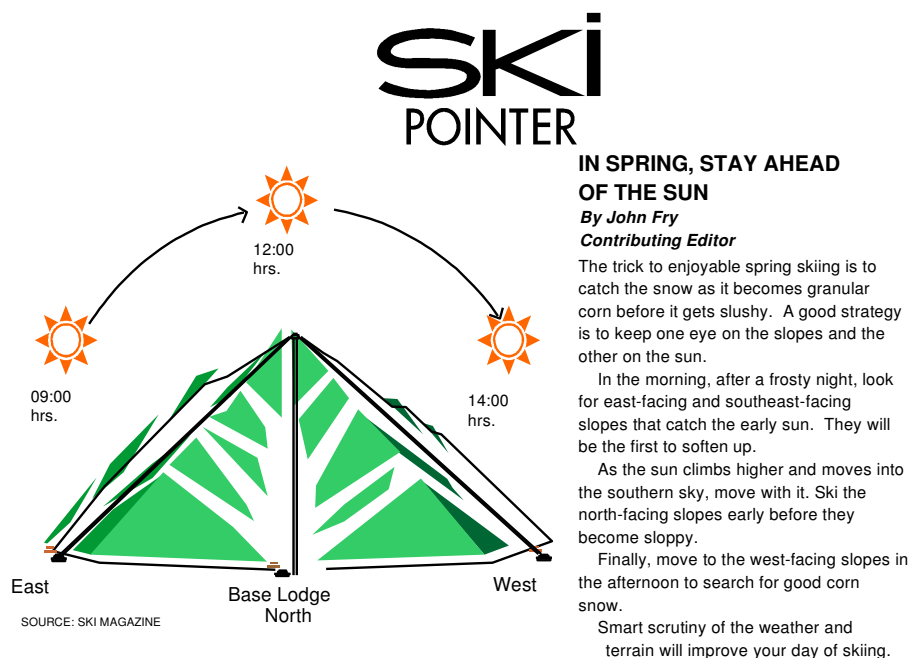 SKi
POINTER
IN SPRING, STAY AHEAD
OF THE SUN
By John Fry
Contributing Editor
The trick to enjoyable spring skiing is to
catch the snow as it becomes granular
corn before it gets slushy.  A good strategy
is to keep one eye on the slopes and the
other on the sun.
In the morning, after a frosty night, look
for east-facing and southeast-facing
slopes that catch the early sun.  They will
be the first to soften up.
As the sun climbs higher and moves into
the southern sky, move with it. Ski the
north-facing slopes early before they
become sloppy.
Finally, move to the west-facing slopes in
the afternoon to search for good corn
snow.
Smart scrutiny of the weather and
terrain will improve your day of skiing.
12:00
hrs.
09:00
hrs.
14:00
hrs.
East
Base Lodge
North
West
SOURCE: SKI MAGAZINE